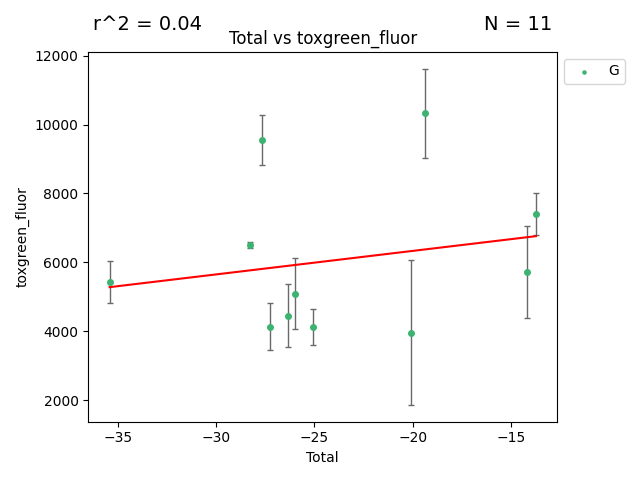 r^2 = 0.04
N = 11
Total vs toxgreen_fluor
G
12000
10000
8000
6000
4000
2000
toxgreen_fluor
−35
−30
−25
−20
−15
Total